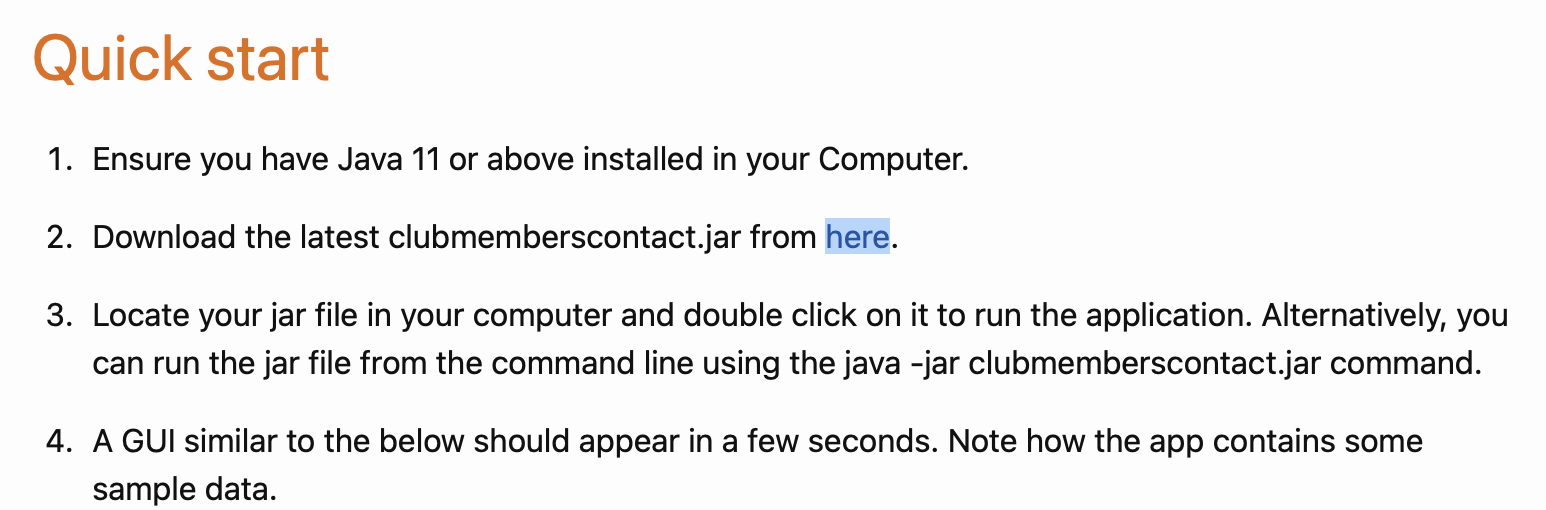 Quick start
1. Ensure you have Java 11 or above installed in your Computer.
2. Download the latest clubmemberscontact.jar from here.
3. Locate your jar file in your computer and double click on it to run the application. Alternatively, you
can run the jar file from the command line using the java -jar clubmemberscontact.jar command.
4. A GUI similar to the below should appear in a few seconds. Note how the app contains some
sample data.